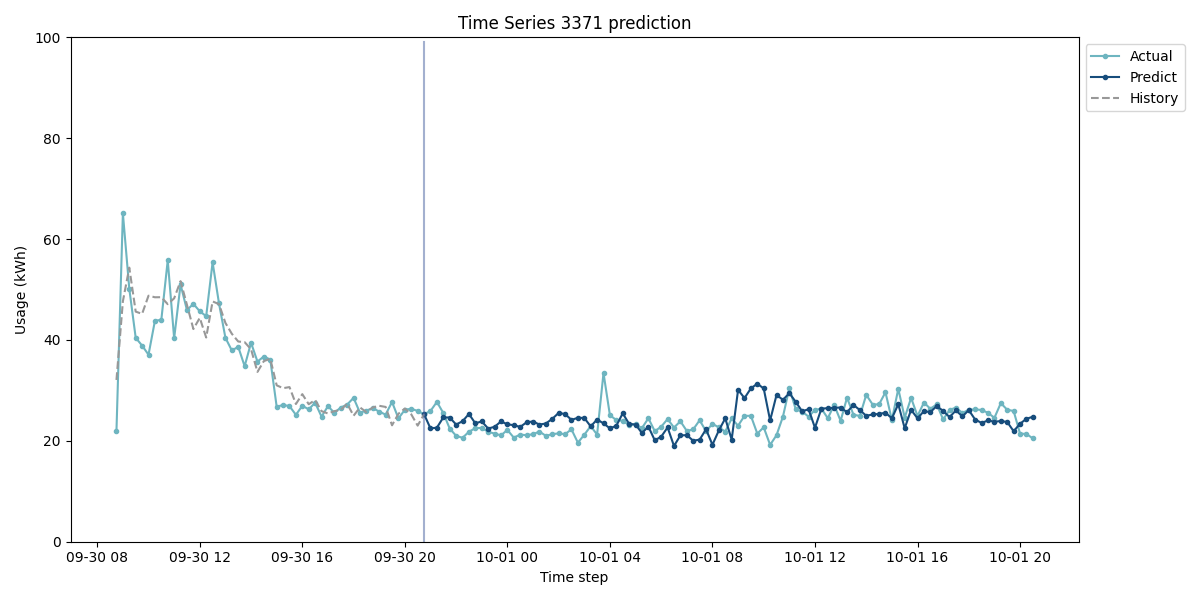 Time Series 3371 prediction
100
80
60
40
20
0
Usage (kWh)
09-30 08
09-30 12
09-30 16
09-30 20
10-01 00
10-01 04
10-01 08
10-01 12
10-01 16
10-01 20
Time step
Actual
Predict
History